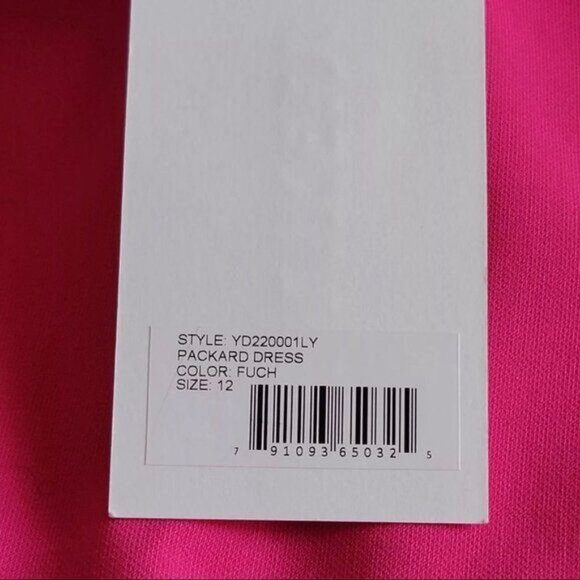 STYLE: YD220001LY
PACKARD DRESS
COLOR: FUCH
SIZE: 12
7 91093 65032 5